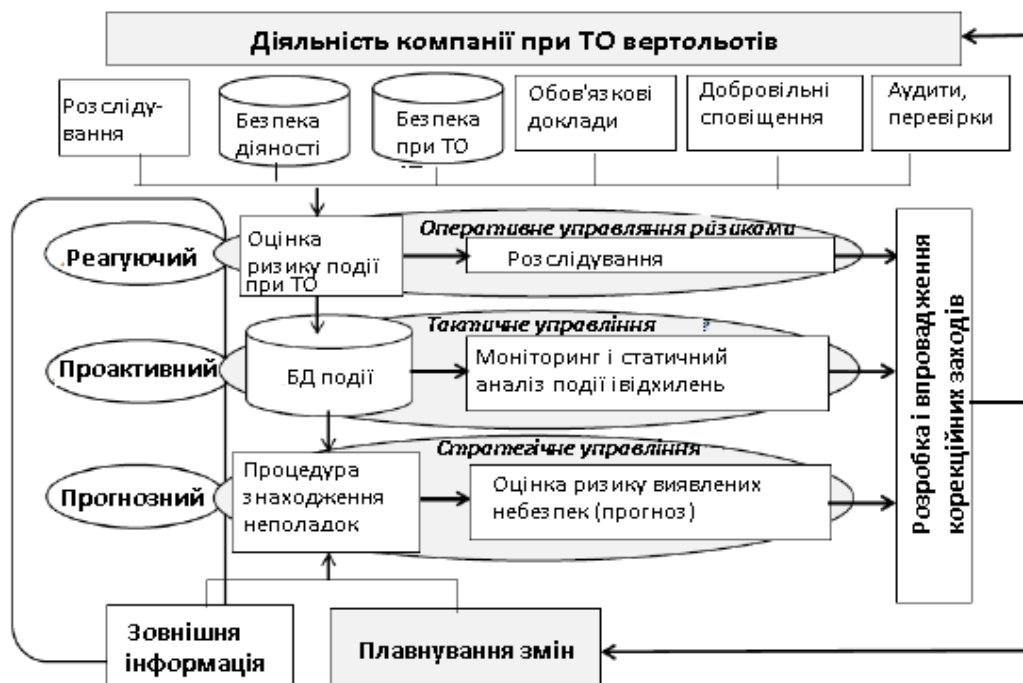 Діяльність компанії при ТО вертольотів
Розсліду-
вання
Безпека
діяності
Безпека
при ТО
Обов'язкові
доклади
Добровільні
сповіщення
Аудити,
перевірки
Реагуючий
Оцінка
ризику події
при ТО
Оперативне управляння ризиками
Розслідування
Проактивний
БД події
Тактичне управління ?
Моніторинг і статичний
аналіз події івідхилень
Прогнозний
Процедура
знаходження
неполадок
Стратегічне управління
Оцінка ризику виявлених
небезпек (прогноз)
Розробка і впровадження
корекційних заходів
Зовнішня
інформація
Плавнування змін